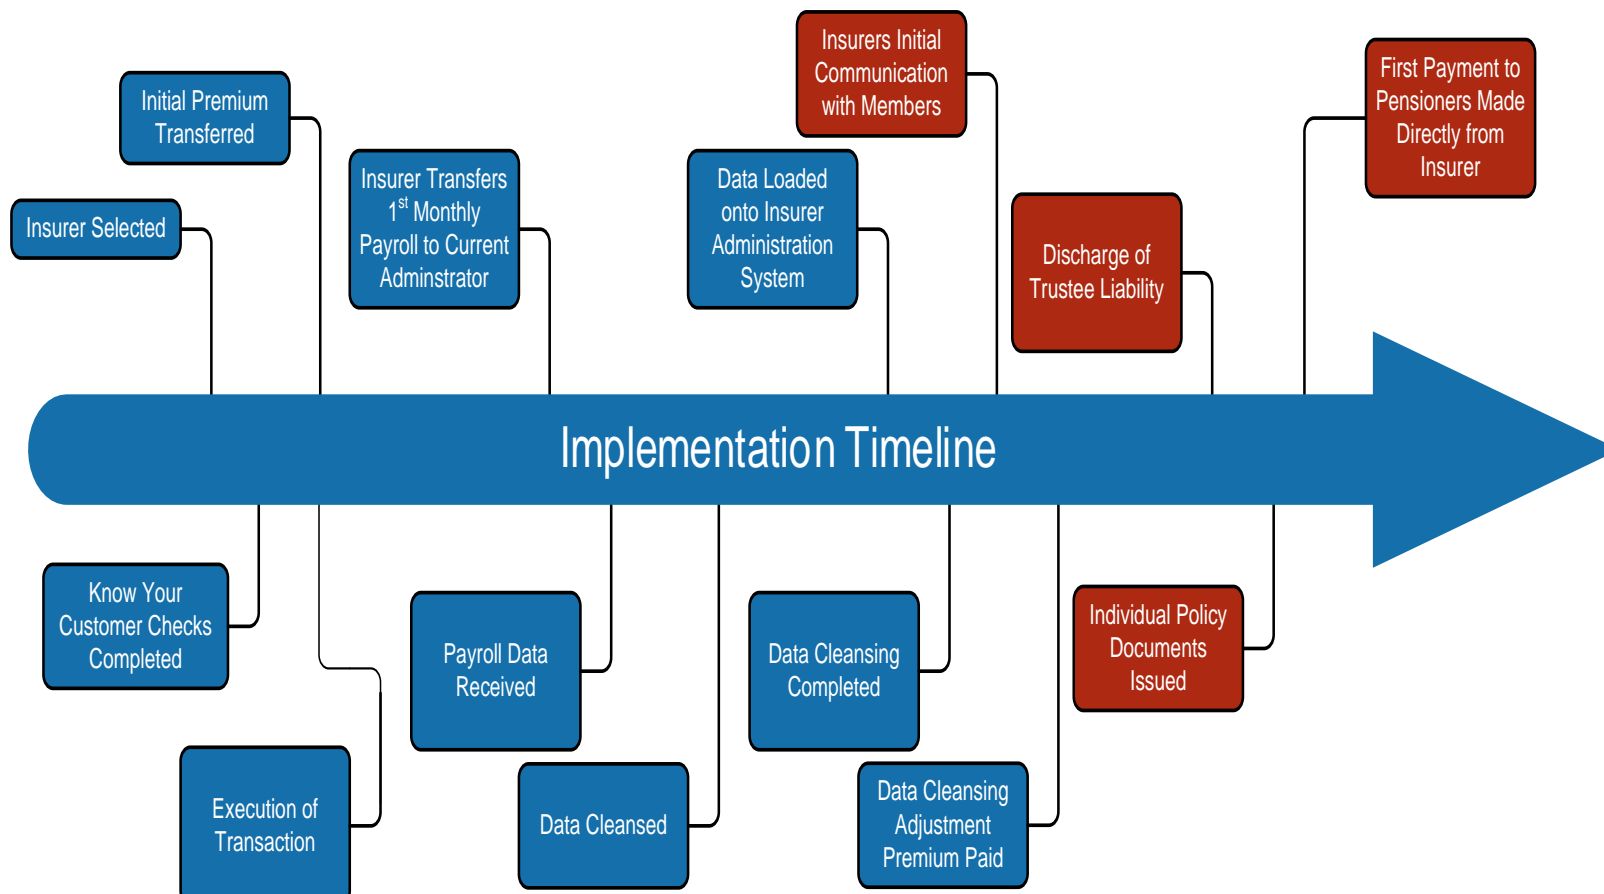 Insurers Initial
Communication
with Members
First Payment to
Pensioners Made
Directly from
Insurer
Initial Premium
Transferred
Insurer Transfers
1st Monthly
Payroll to Current
Adminstrator
Data Loaded
onto Insurer
Administration
System
Insurer Selected
Discharge of
Trustee Liability
Implementation Timeline
Know Your
Customer Checks
Completed
Payroll Data
Received
Data Cleansing
Completed
Individual Policy
Documents
Issued
Execution of
Transaction
Data Cleansed
Data Cleansing
Adjustment
Premium Paid